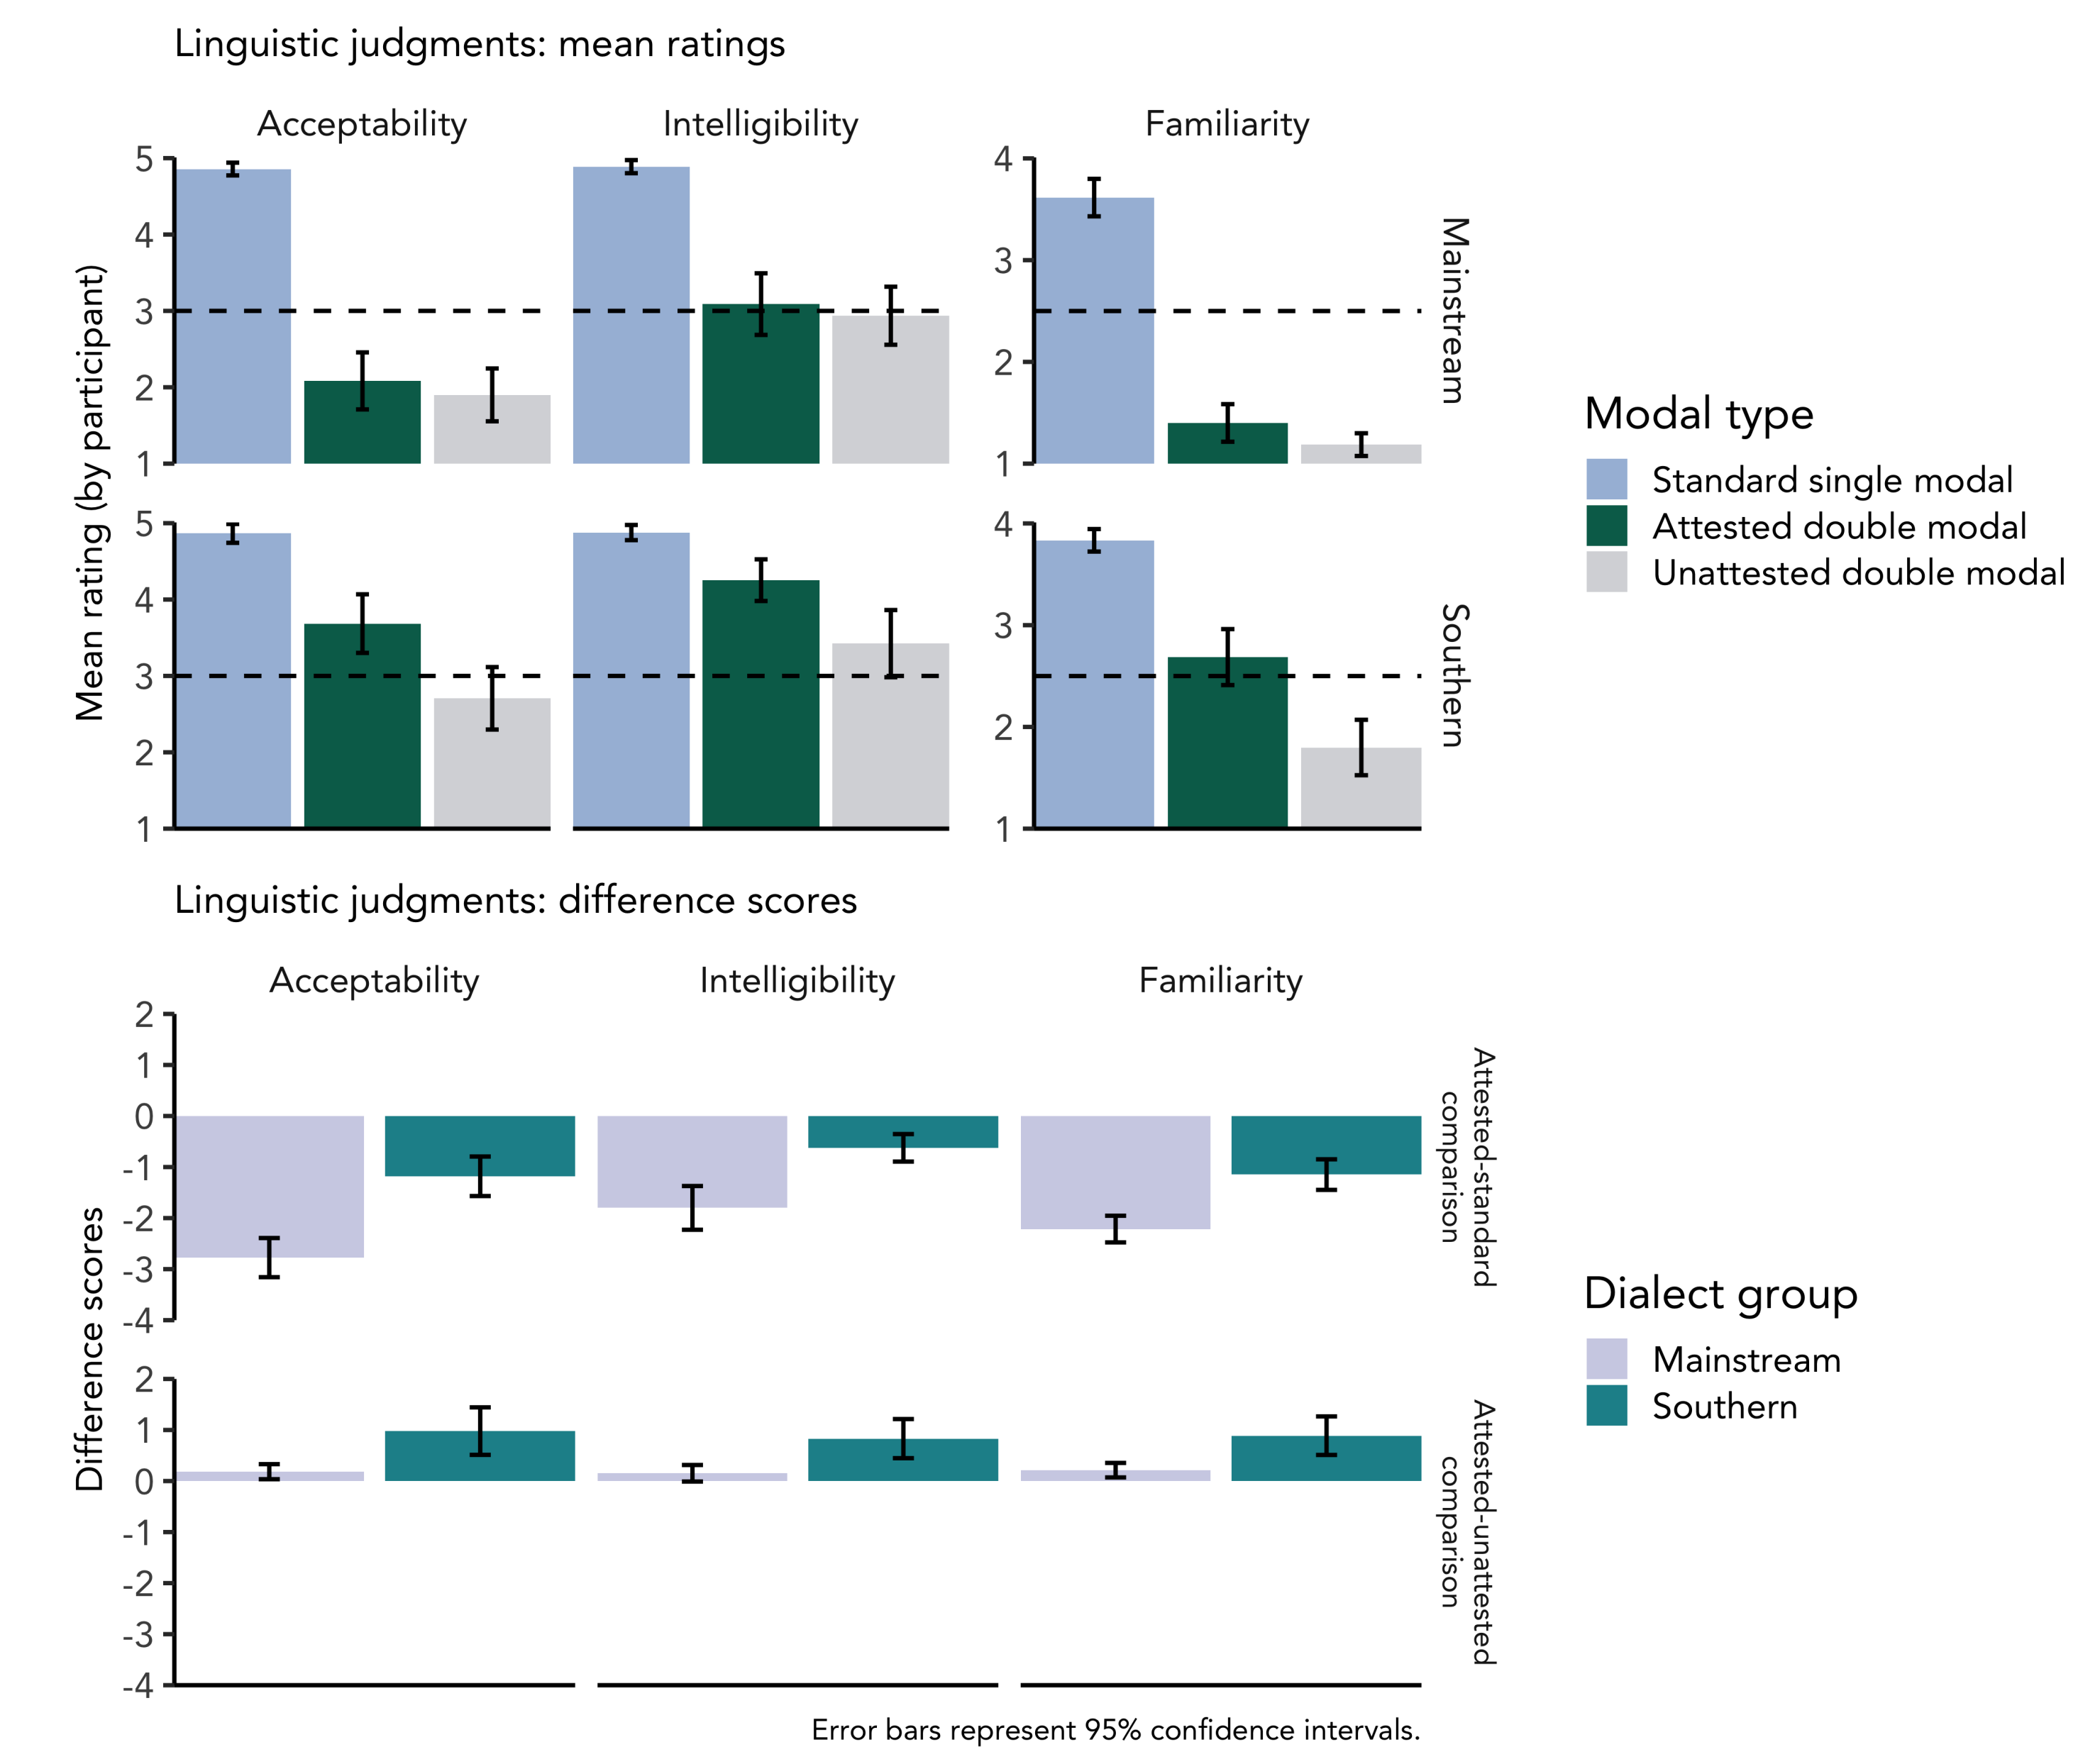 Linguistic judgments: mean ratings
Acceptability
Intelligibility
Familiarity
Mean rating (by participant)
5
4
3
2
1
4
3
2
1
Mainstream
5
4
3
2
1
4
3
2
1
Southern
Modal type
Standard single modal
Attested double modal
Unattested double modal
Linguistic judgments: difference scores
Acceptability
Intelligibility
Familiarity
Difference scores
2
1
0
-1
-2
-3
-4
Attested-standard
comparison
2
1
0
-1
-2
-3
-4
Attested-unattested
comparison
Dialect group
Mainstream
Southern
Error bars represent 95% confidence intervals.